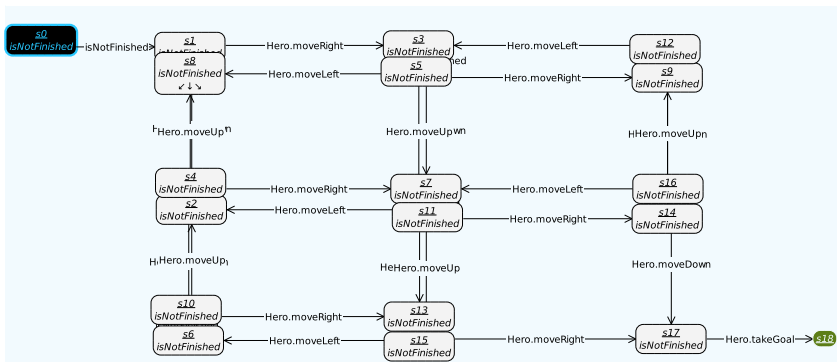 s0
isNotFinished
isNotFinished
s1
s8
isNotFinished
Hero.moveRight
s3
isNotFinished
s5
isNotFinished
Hero.moveLeft
Hero.moveLeft
s12
isNotFinished
s9
isNotFinished
Hero.moveRight
Hero.moveUp
Hero.moveUp
Hero.moveUp
s4
isNotFinished
s2
isNotFinished
Hero.moveRight
Hero.moveLeft
s7
isNotFinished
s11
isNotFinished
Hero.moveLeft
Hero.moveRight
s16
isNotFinished
s14
isNotFinished
Hero.moveUp
Hero.moveUp
Hero.moveDown
s10
isNotFinished
s6
isNotFinished
Hero.moveRight
Hero.moveLeft
s13
isNotFinished
s15
isNotFinished
Hero.moveRight
s17
isNotFinished
Hero.takeGoal
s18